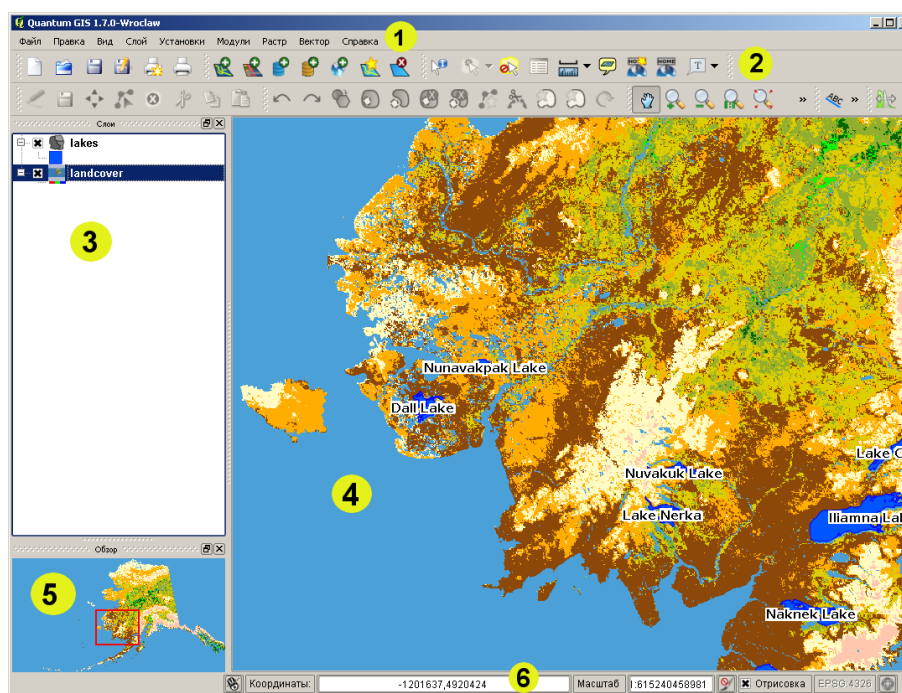 Quantum GIS 1.7.0-Wroclaw
Файл Правка Вид Слой Установки Модули Растр Вектор Справка 1
2
Слои
lakes
landcover
3
Nunavakpak Lake
Dall Lake
Nuvakuk Lake
Lake Nerka
Lake C
Iliamna Lak
Naknek Lake
4
Обзор
5
6
Координаты: -1201637,4920424 Масштаб l:615240458981 Отрисовка EPSG:4326